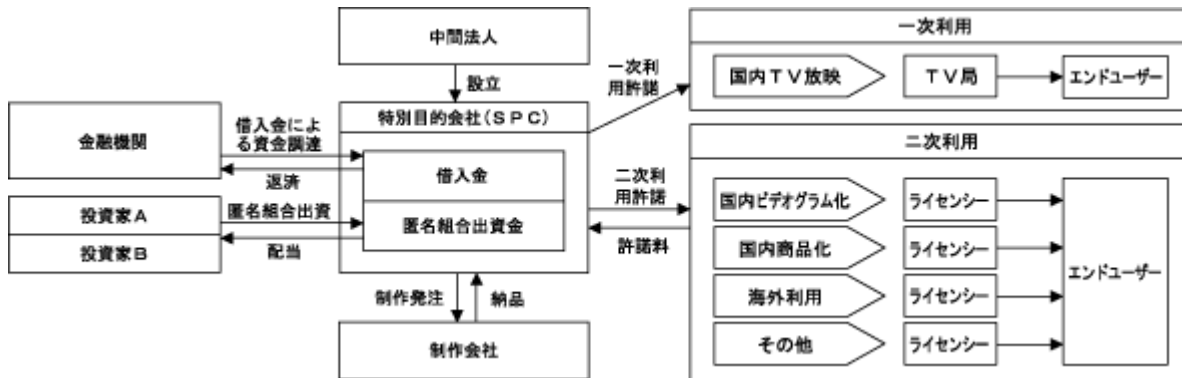 中間法人
設立
特別目的会社(SPC)
借入金
匿名組合出資金
金融機関
借入金によ
る資金調達
返済
投資家A
投資家B
匿名組合出資
配当
制作発注
納品
制作会社
一次利
用許諾
二次利
用許諾
許諾料
一次利用
国内TV放映
TV局
エンドユーザー
二次利用
国内ビデオグラム化
ライセンシー
国内商品化
ライセンシー
海外利用
ライセンシー
その他
ライセンシー
エンドユーザー